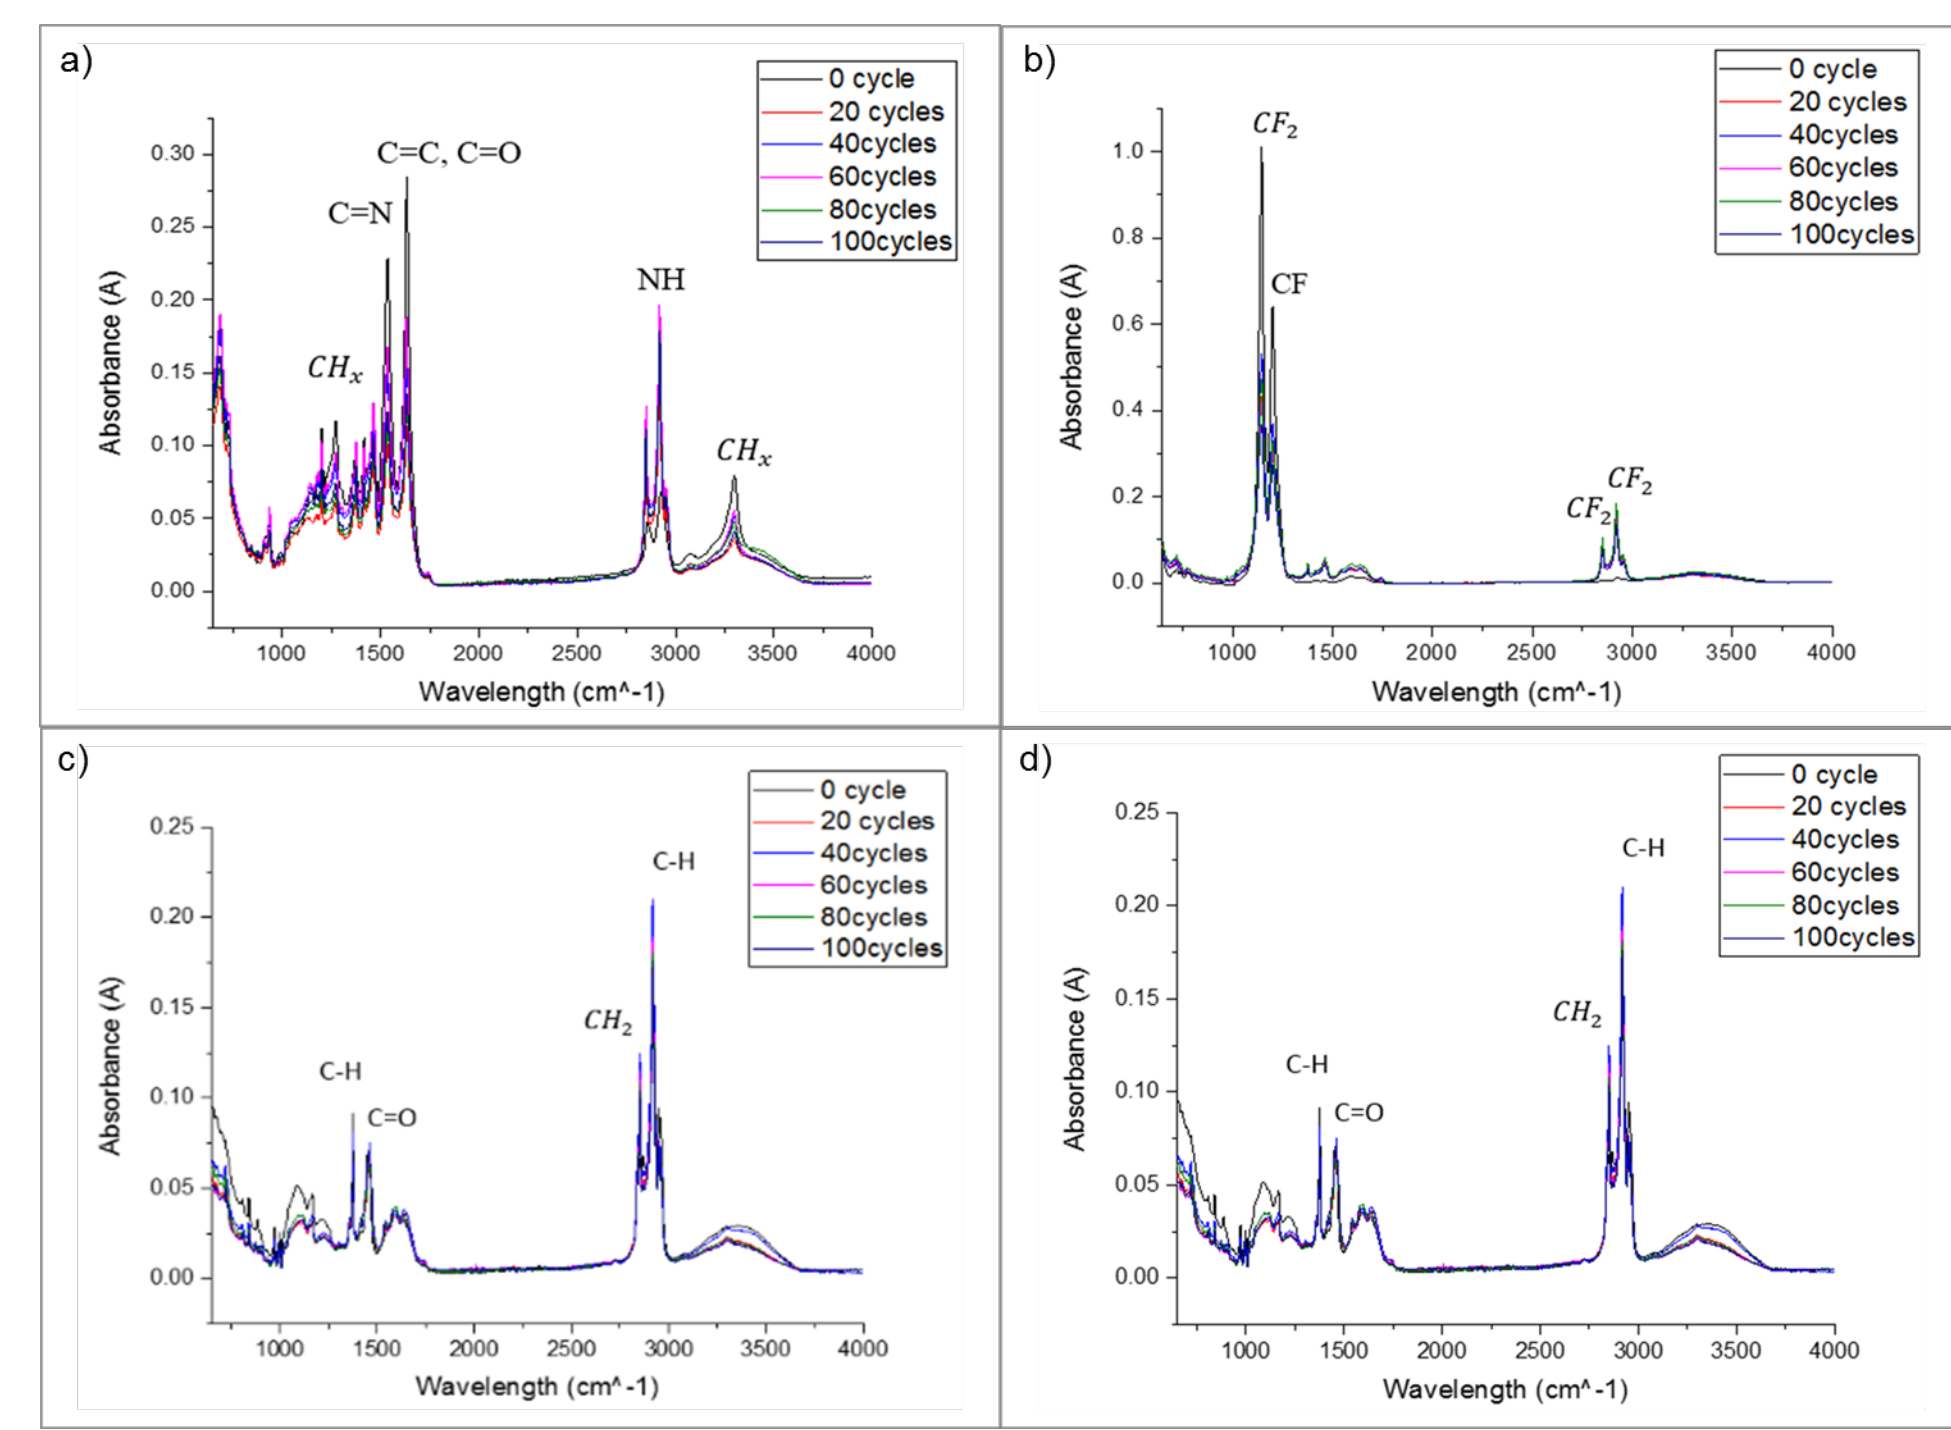 a)
0 cycle
20 cycles
40cycles
60cycles
80cycles
100cycles
C=C, C=O
C=N
NH
CHx
CHx
0.30
0.25
0.20
0.15
0.10
0.05
0.00
Absorbance (A)
1000 1500 2000 2500 3000 3500 4000
Wavelength (cm^-1)
b)
0 cycle
20 cycles
40cycles
60cycles
80cycles
100cycles
CF2
CF
CF2
CF2
1.0
0.8
0.6
0.4
0.2
0.0
Absorbance (A)
1000 1500 2000 2500 3000 3500 4000
Wavelength (cm^-1)
c)
0 cycle
20 cycles
40cycles
60cycles
80cycles
100cycles
C-H
CH2
C-H
C=O
0.25
0.20
0.15
0.10
0.05
0.00
Absorbance (A)
1000 1500 2000 2500 3000 3500 4000
Wavelength (cm^-1)
d)
0 cycle
20 cycles
40cycles
60cycles
80cycles
100cycles
C-H
CH2
C-H
C=O
0.25
0.20
0.15
0.10
0.05
0.00
Absorbance (A)
1000 1500 2000 2500 3000 3500 4000
Wavelength (cm^-1)